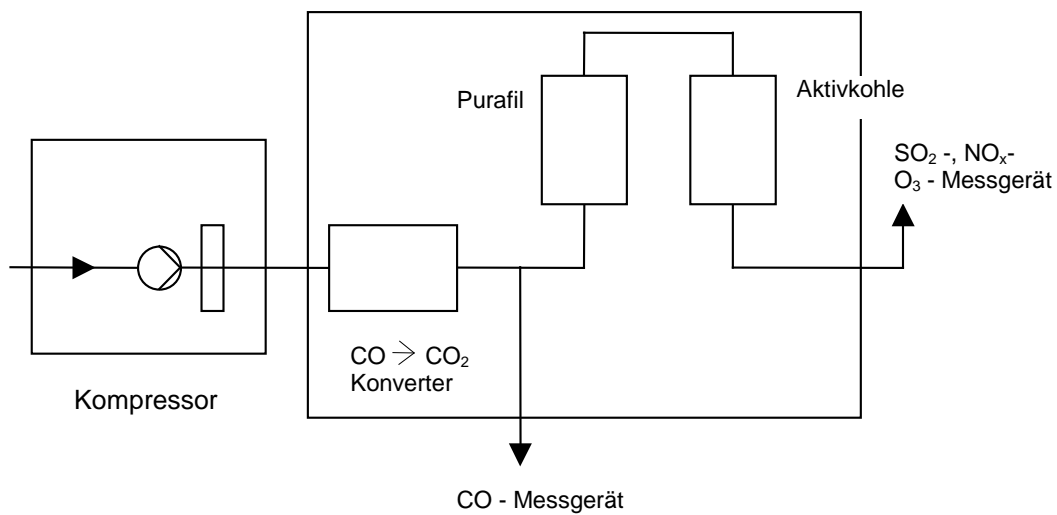 Purafil
Aktivkohle
SO₂ -, NOₓ-
O₃ - Messgerät
CO → CO₂
Konverter
Kompressor
CO - Messgerät